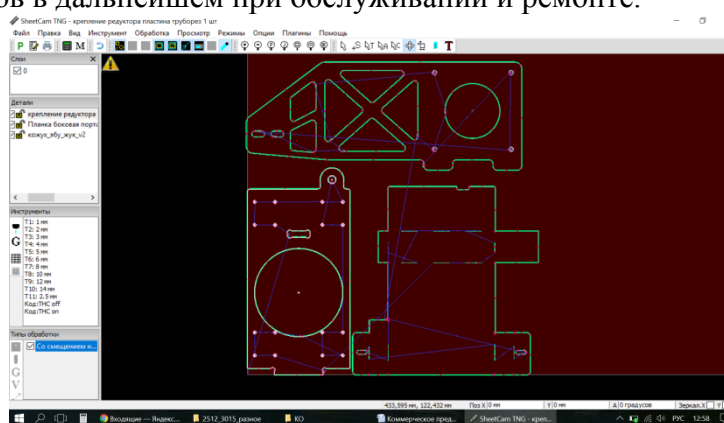 ов в дальнейшем при обслуживании и ремонте.
SheetCam TNG - крепление редуктора пластина труборез 1 шт
Файл Правка Вид Инструмент Обработка Просмотр Режимы Опции Плагины Помощь
Слои
0
Детали
крепление редуктора
Планка боковая порта
кожух_эбу_жук_v2
Инструменты
T1: 1 мм
T2: 2 мм
T3: 3 мм
T4: 4 мм
T5: 5 мм
T6: 6 мм
T7: 8 мм
T8: 10 мм
T9: 12 мм
T10: 14 мм
T11: 2.5 мм
Код:THC off
Код:THC on
Типы обработки
Со смещением н...
433,595 мм, 122,432 мм Поз X 0 мм Y 0 мм A 0 градусов Зеркал.X Y
Входящие — Яндекс... 2512_3015 разное КО Коммерческое пред... SheetCam TNG - креп... РУС 12:58